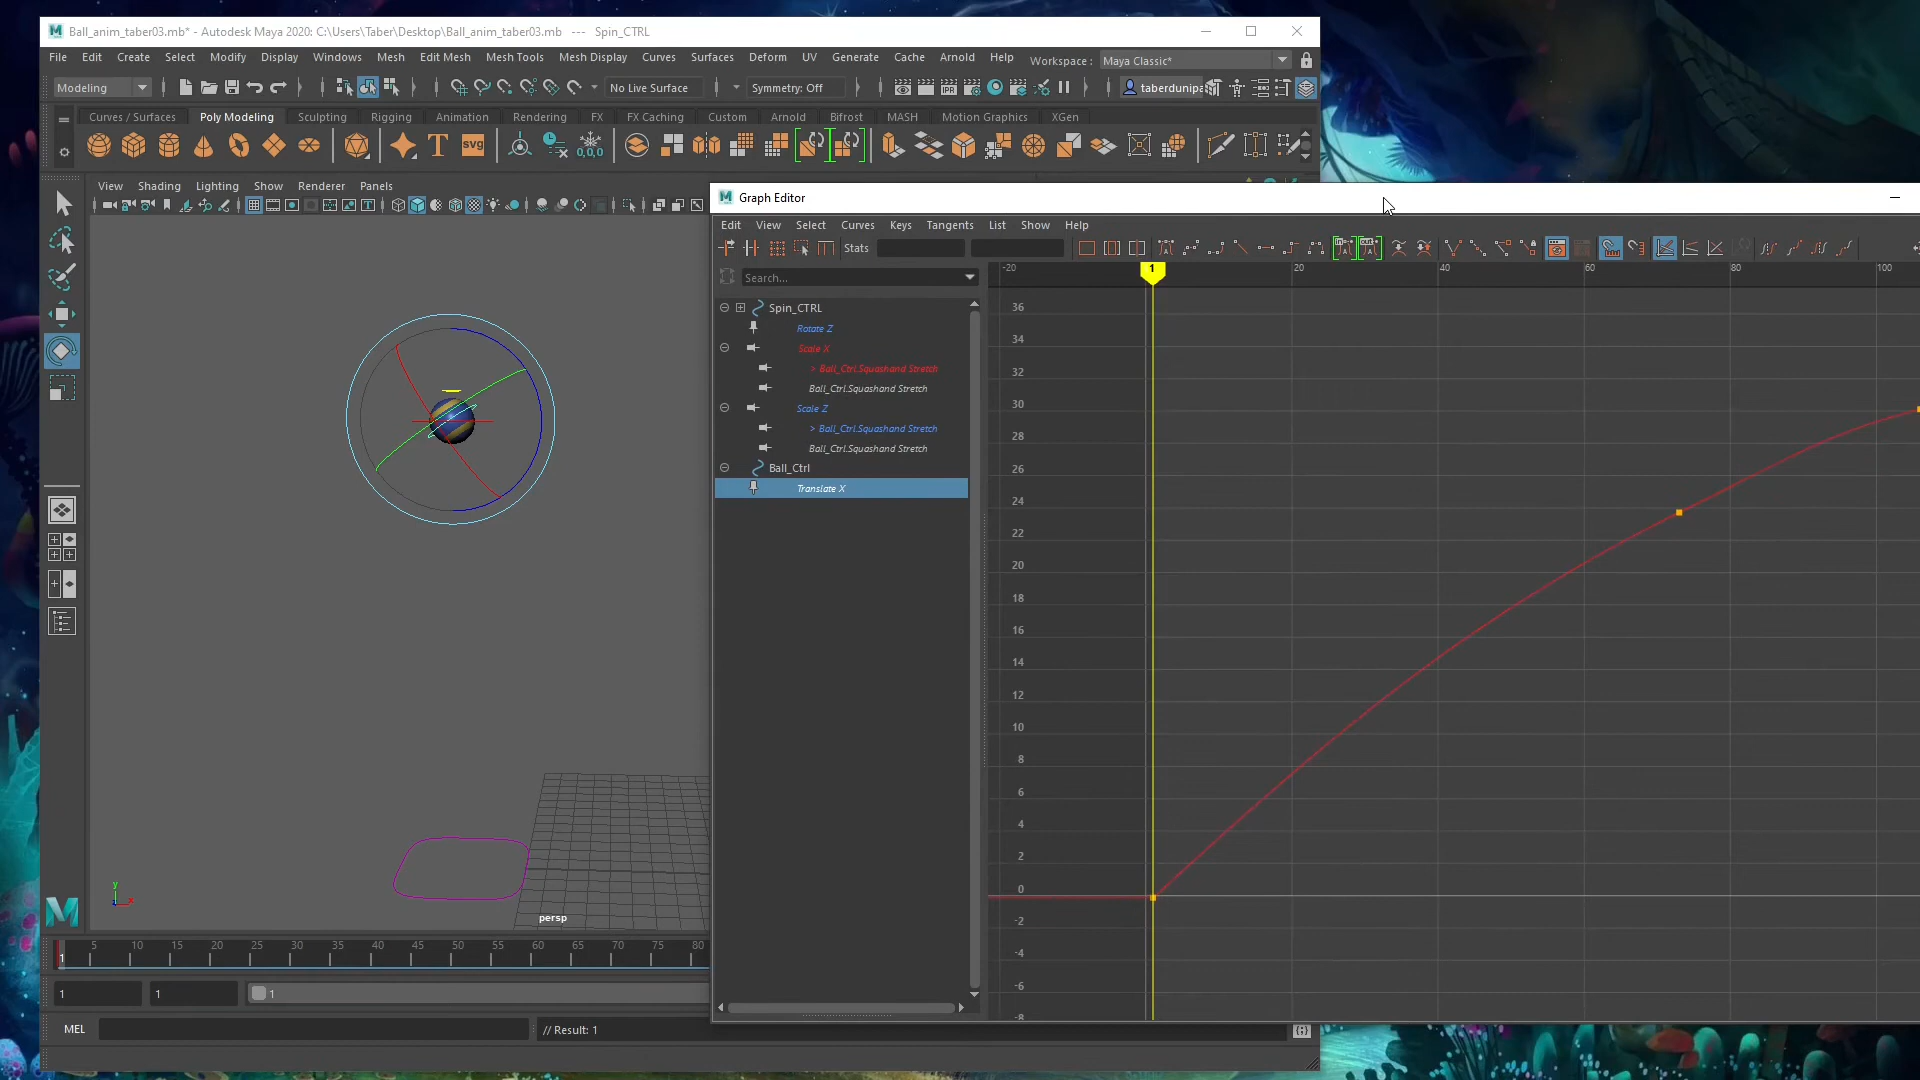 Ball_anim_taber03.mb* - Autodesk Maya 2020: C:\Users\Taber\Desktop\Ball_anim_taber03.mb   ---   Spin_CTRL
File Edit Create Select Modify Display Windows Mesh Edit Mesh Mesh Tools Mesh Display Curves Surfaces Deform UV Generate Cache Arnold Help Workspace : Maya Classic*
Modeling No Live Surface Symmetry: Off taberdunipa
Curves / Surfaces Poly Modeling Sculpting Rigging Animation Rendering FX FX Caching Custom Arnold Bifrost MASH Motion Graphics XGen
T svg 0,0,0
View Shading Lighting Show Renderer Panels
Graph Editor
Edit View Select Curves Keys Tangents List Show Help
Stats
Search...
-20 1 20 40 60 80 100
Spin_CTRL
Rotate Z
Scale X
> Ball_Ctrl.Squashand Stretch
Ball_Ctrl.Squashand Stretch
Scale Z
> Ball_Ctrl.Squashand Stretch
Ball_Ctrl.Squashand Stretch
Ball_Ctrl
Translate X
36
34
32
30
28
26
24
22
20
18
16
14
12
10
8
6
4
2
0
-2
-4
-6
-8
y
x
persp
5 10 15 20 25 30 35 40 45 50 55 60 65 70 75 80
1
1 1 1
MEL // Result: 1